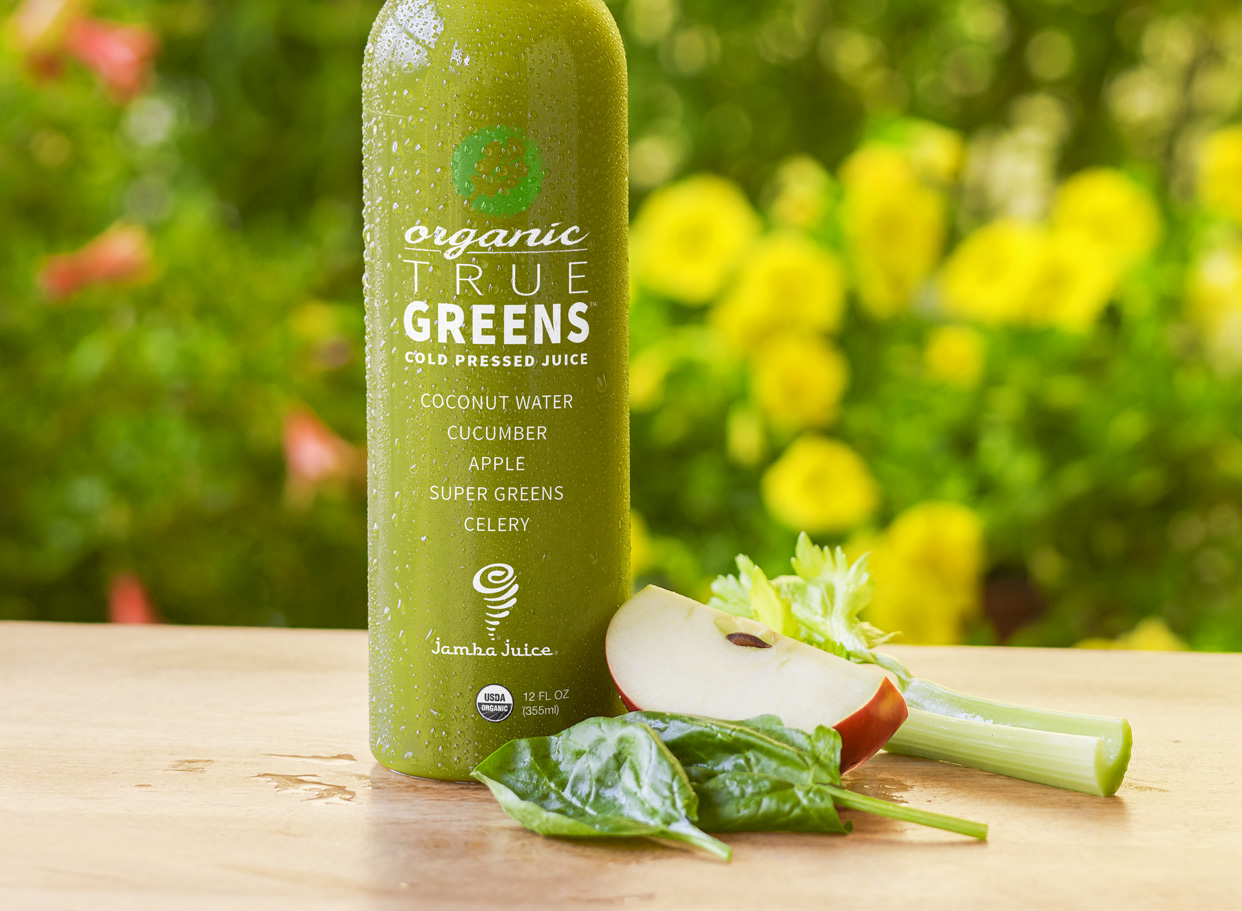 organic
TRUE
GREENS™
COLD PRESSED JUICE
COCONUT WATER
CUCUMBER
APPLE
SUPER GREENS
CELERY
Jamba Juice
USDA
ORGANIC
12 FL OZ
(355ml)